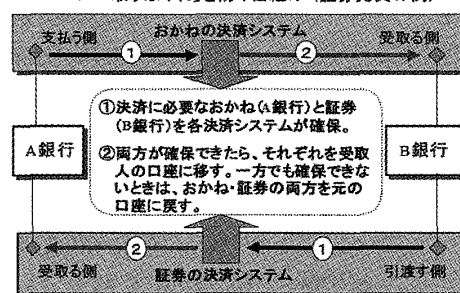 おかねの決済システム
支払う側
受取る側
①
②
①決済に必要なおかね(A銀行)と証券
(B銀行)を各決済システムが確保。
②両方が確保できたら、それぞれを受取
人の口座に移す。一方でも確保できな
いときは、おかね・証券の両方を元の
口座に戻す。
A銀行
B銀行
②
①
受取る側
証券の決済システム
引渡す側